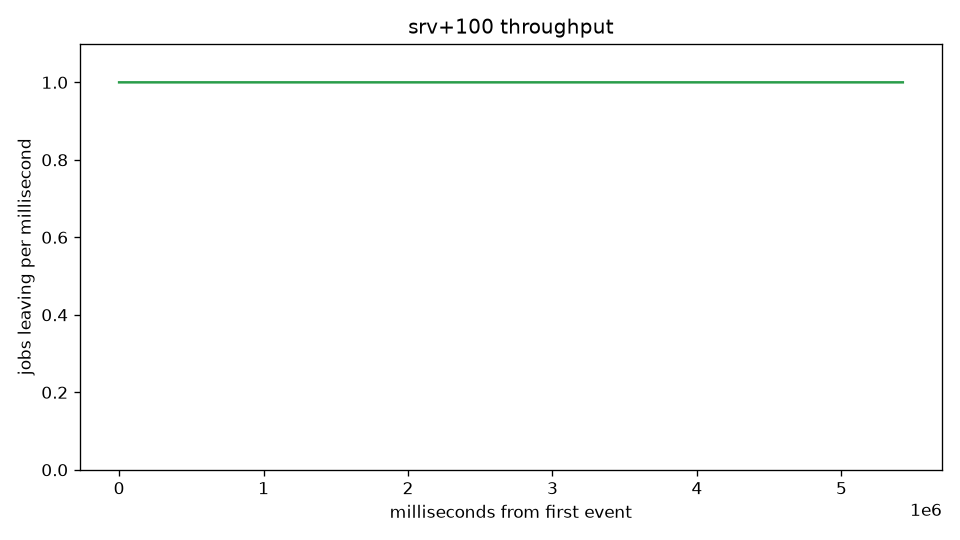 srv+100 throughput
jobs leaving per millisecond
1.0
0.8
0.6
0.4
0.2
0.0
0 1 2 3 4 5
1e6
milliseconds from first event